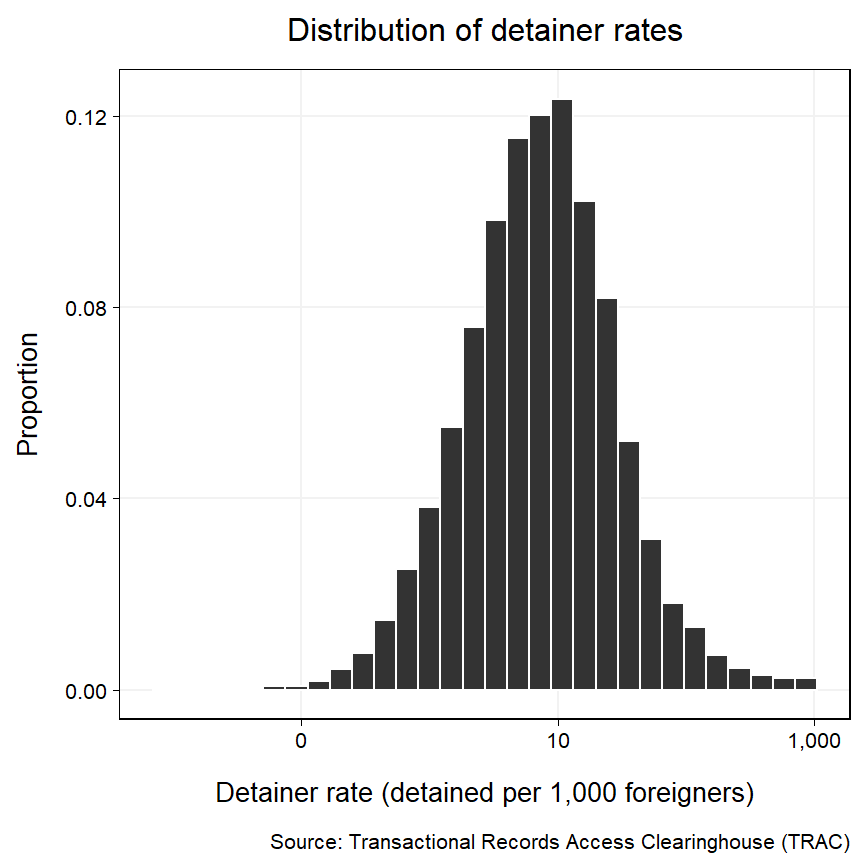 Distribution of detainer rates
0.12
0.08
0.04
0.00
Proportion
0 10 1,000
Detainer rate (detained per 1,000 foreigners)
Source: Transactional Records Access Clearinghouse (TRAC)